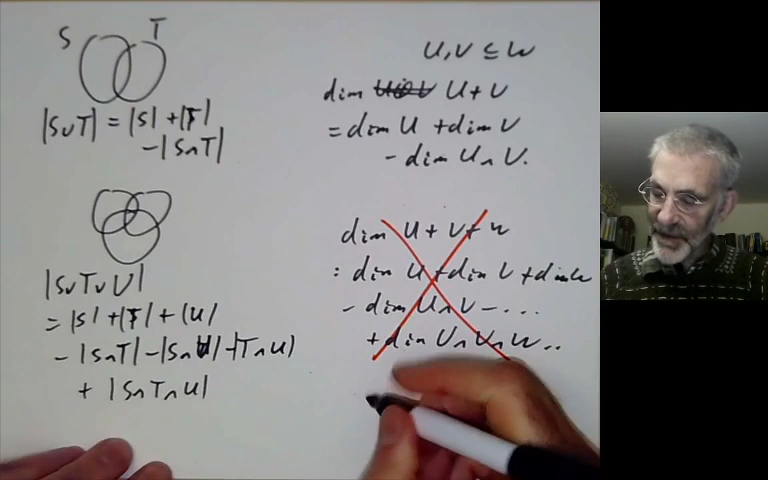 S T
|S∪T| = |S| + |T|
- |S∩T|
|S∪T∪U|
= |S| + |T| + |U|
- |S∩T| - |S∩U| - |T∩U|
+ |S∩T∩U|
U, V ⊆ W
dim U+V
= dim U + dim V
- dim U∩V.
dim U+V+W
= dim U + dim V + dim W
- dim U∩V - ...
+ dim U∩V∩W ..